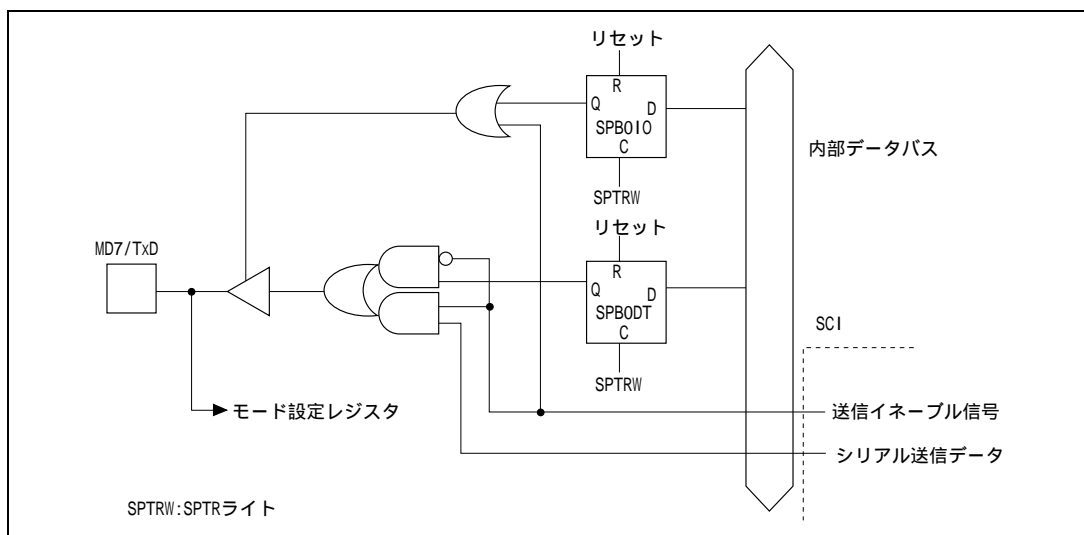 リセット
R
Q
D
SPB0IO
C
内部データバス
SPTRW
リセット
MD7/TxD
R
Q
D
SPB0DT
C
SCI
SPTRW
モード設定レジスタ
送信イネーブル信号
シリアル送信データ
SPTRW:SPTRライト